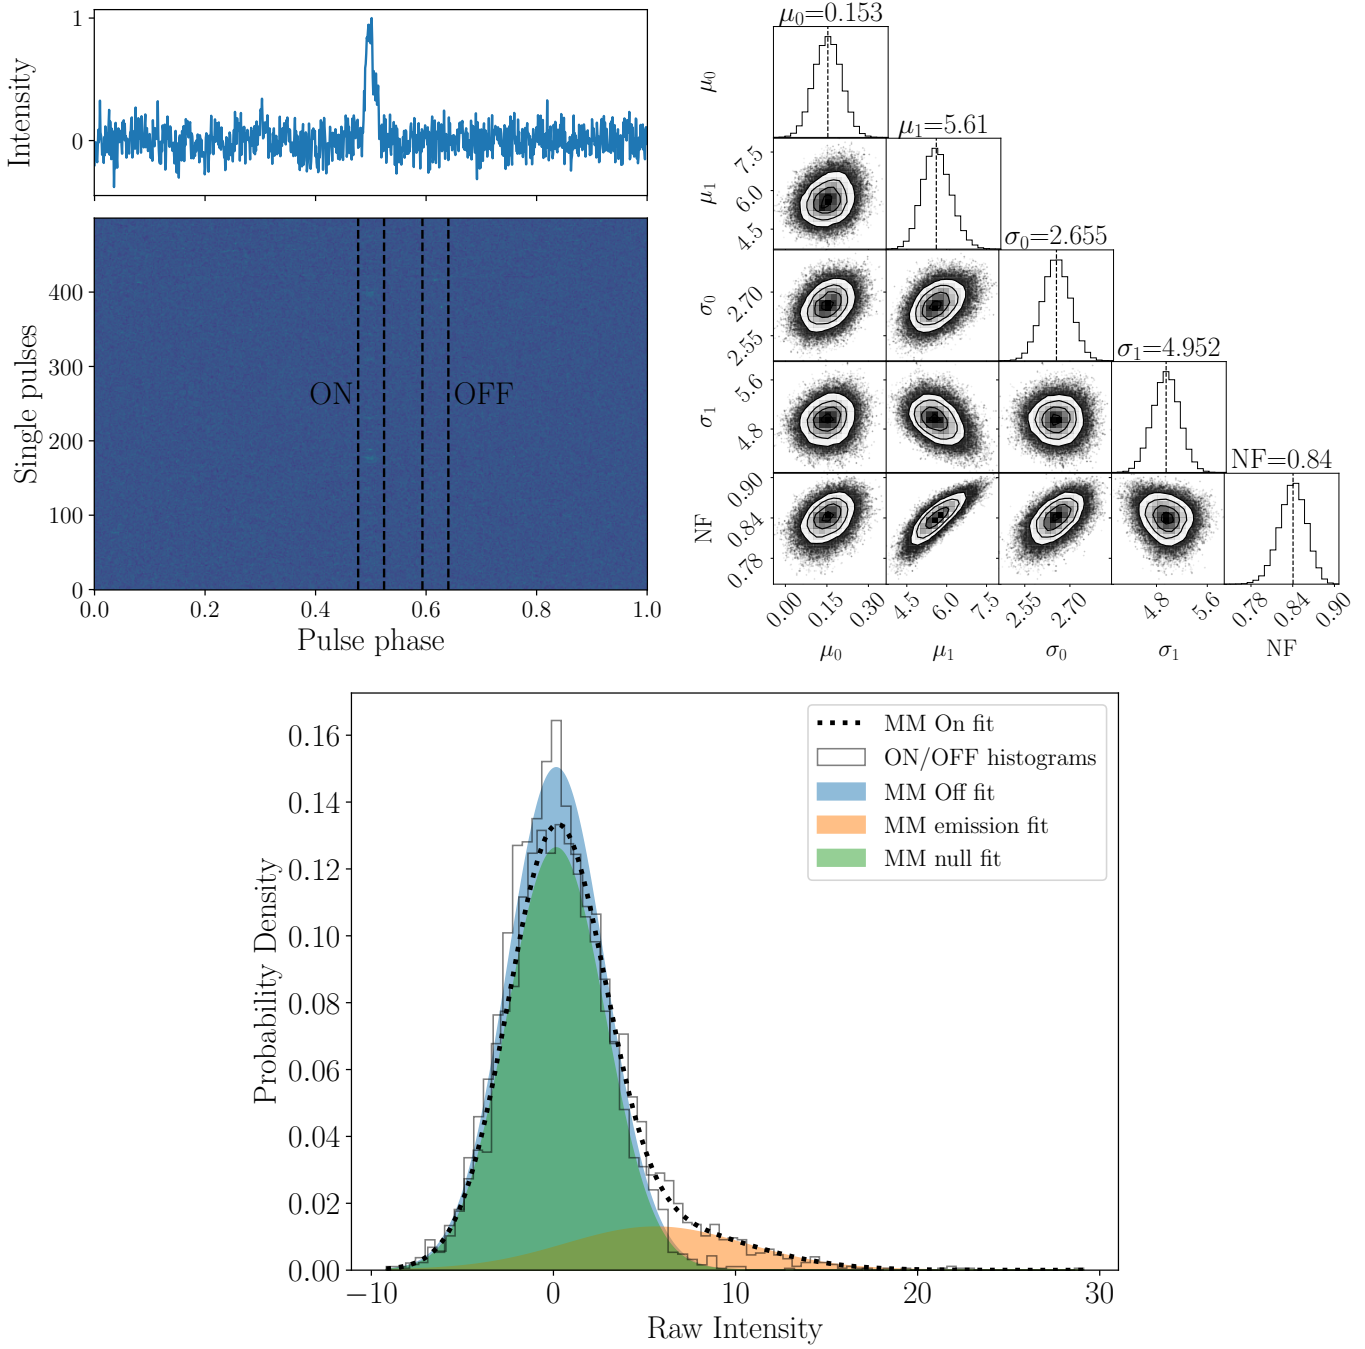 1
0
Intensity
400
300
200
100
0
Single pulses
ON
OFF
0.0 0.2 0.4 0.6 0.8 1.0
Pulse phase
μ₀=0.153
μ₀
μ₁=5.61
7.5
6.0
4.5
μ₁
σ₀=2.655
2.70
2.55
σ₀
σ₁=4.952
5.6
4.8
σ₁
NF=0.84
0.90
0.84
0.78
NF
0.00 0.15 0.30 4.5 6.0 7.5 2.55 2.70 4.8 5.6 0.78 0.84 0.90
μ₀ μ₁ σ₀ σ₁ NF
0.16
0.14
0.12
0.10
0.08
0.06
0.04
0.02
0.00
Probability Density
MM On fit
ON/OFF histograms
MM Off fit
MM emission fit
MM null fit
−10 0 10 20 30
Raw Intensity